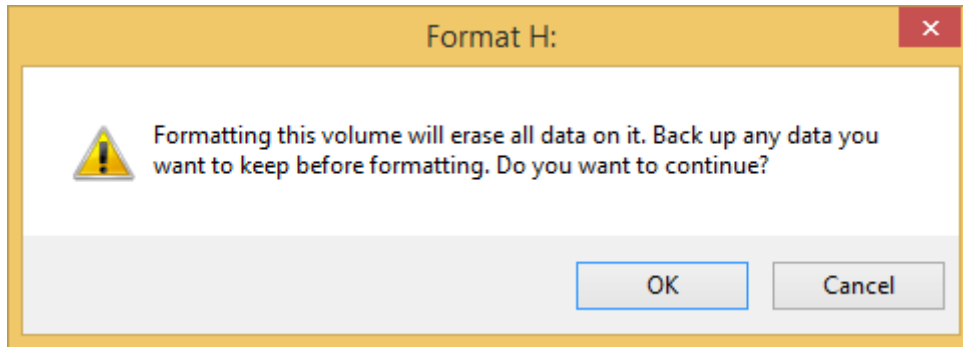 Format H:
Formatting this volume will erase all data on it. Back up any data you
want to keep before formatting. Do you want to continue?
OK
Cancel